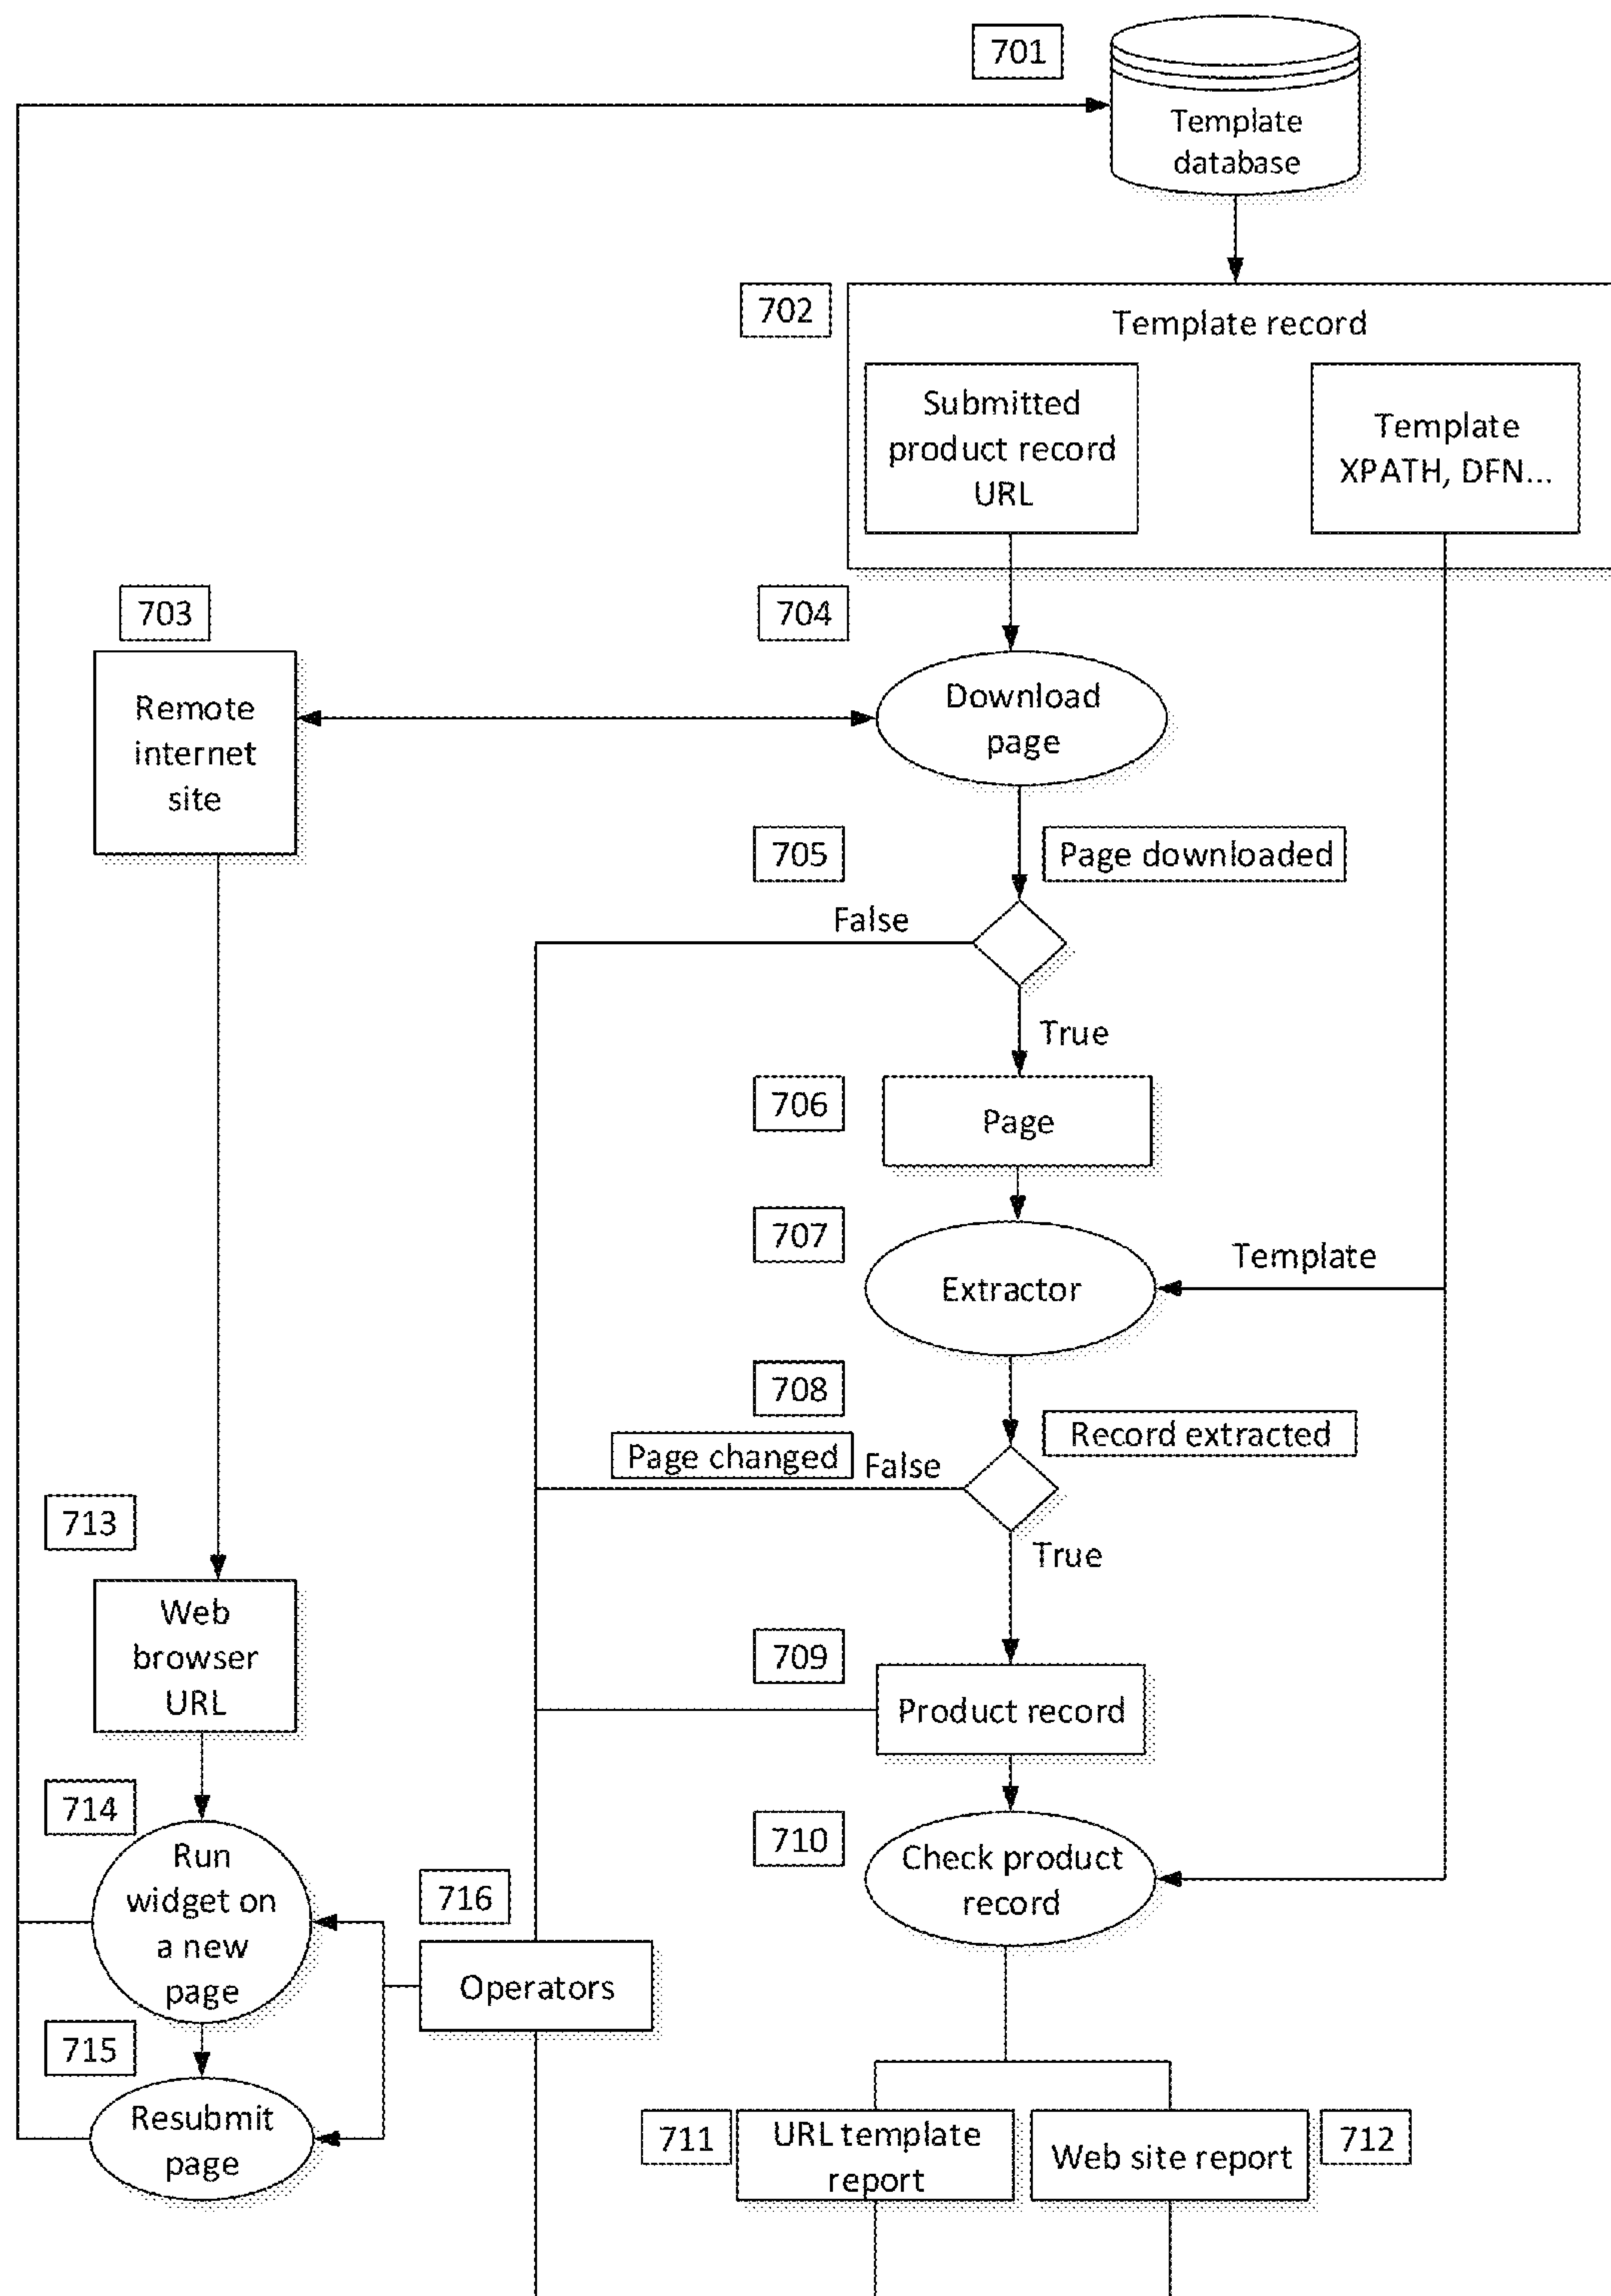 701
Template
database
702
Template record
Submitted
product record
URL
Template
XPATH, DFN...
703
704
Remote
internet
site
Download
page
705
Page downloaded
False
True
706
Page
707
Extractor
Template
708
Record extracted
Page changed
False
True
713
Web
browser
URL
709
Product record
714
Run
widget on
a new
page
710
Check product
record
716
Operators
715
Resubmit
page
711
URL template
report
Web site report
712